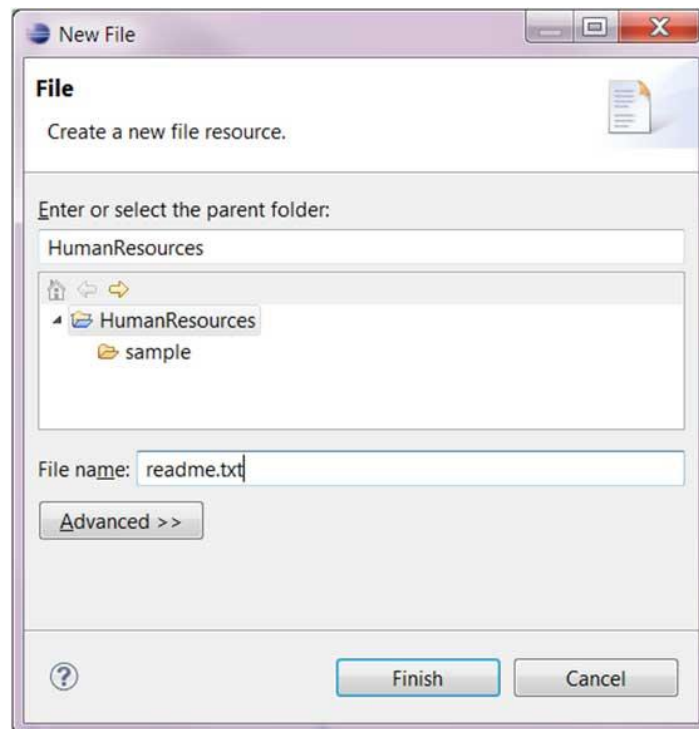 New File
File
Create a new file resource.
Enter or select the parent folder:
HumanResources
HumanResources
sample
File name: readme.txt
Advanced >>
?
Finish Cancel